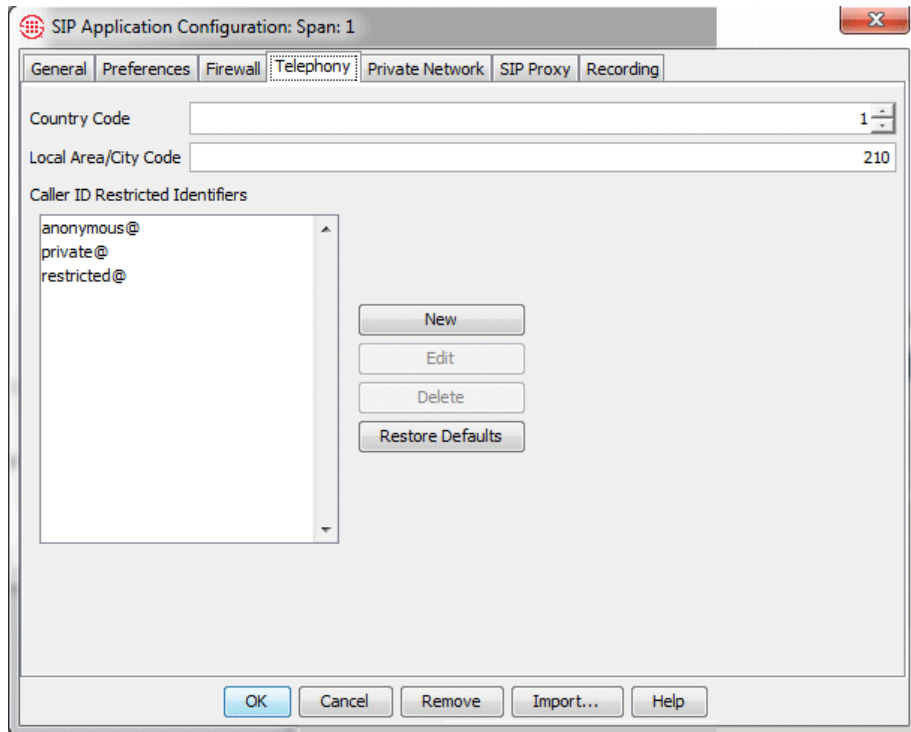 SIP Application Configuration: Span: 1
General Preferences Firewall Telephony Private Network SIP Proxy Recording
Country Code 1
Local Area/City Code 210
Caller ID Restricted Identifiers
anonymous@
private@
restricted@
New
Edit
Delete
Restore Defaults
OK Cancel Remove Import... Help